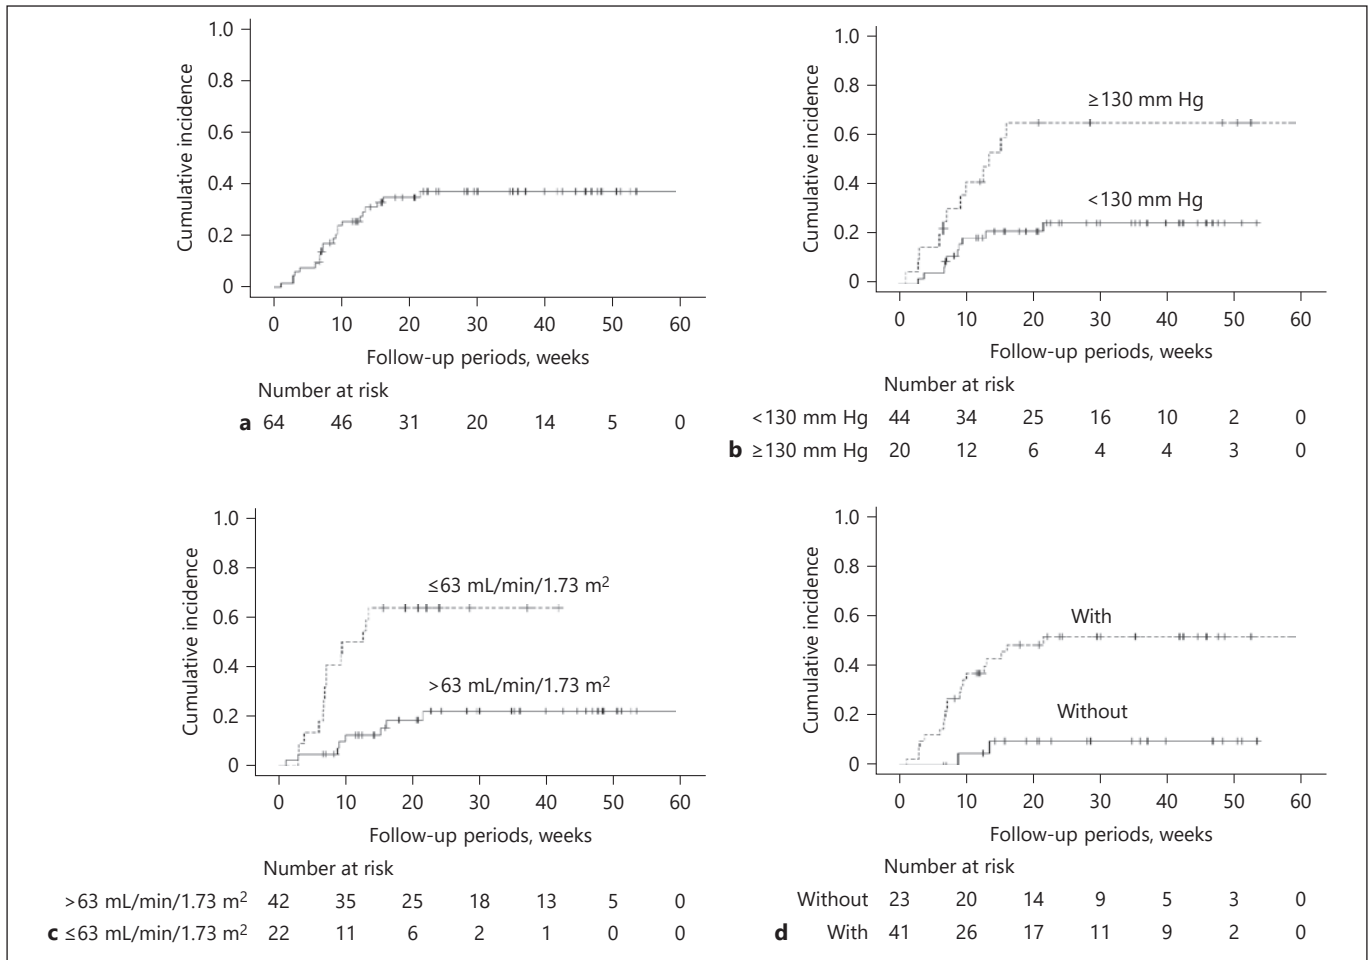 1.0
0.8
0.6
0.4
0.2
0
Cumulative incidence
0 10 20 30 40 50 60
Follow-up periods, weeks
Number at risk
a 64 46 31 20 14 5 0
1.0
0.8
0.6
0.4
0.2
0
Cumulative incidence
≥130 mm Hg
<130 mm Hg
0 10 20 30 40 50 60
Follow-up periods, weeks
Number at risk
<130 mm Hg 44 34 25 16 10 2 0
b ≥130 mm Hg 20 12 6 4 4 3 0
1.0
0.8
0.6
0.4
0.2
0
Cumulative incidence
≤63 mL/min/1.73 m²
>63 mL/min/1.73 m²
0 10 20 30 40 50 60
Follow-up periods, weeks
Number at risk
>63 mL/min/1.73 m² 42 35 25 18 13 5 0
c ≤63 mL/min/1.73 m² 22 11 6 2 1 0 0
1.0
0.8
0.6
0.4
0.2
0
Cumulative incidence
With
Without
0 10 20 30 40 50 60
Follow-up periods, weeks
Number at risk
Without 23 20 14 9 5 3 0
d With 41 26 17 11 9 2 0